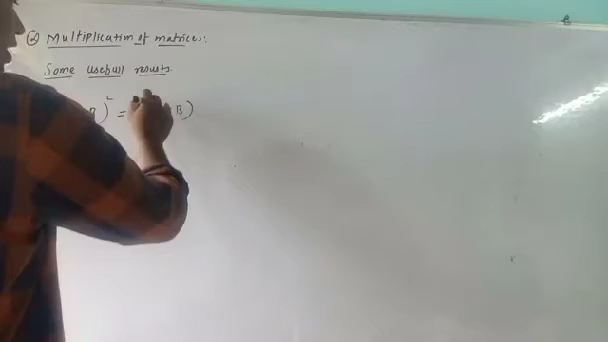 Multiplication of matrices:
Some usefull results
)² = B)